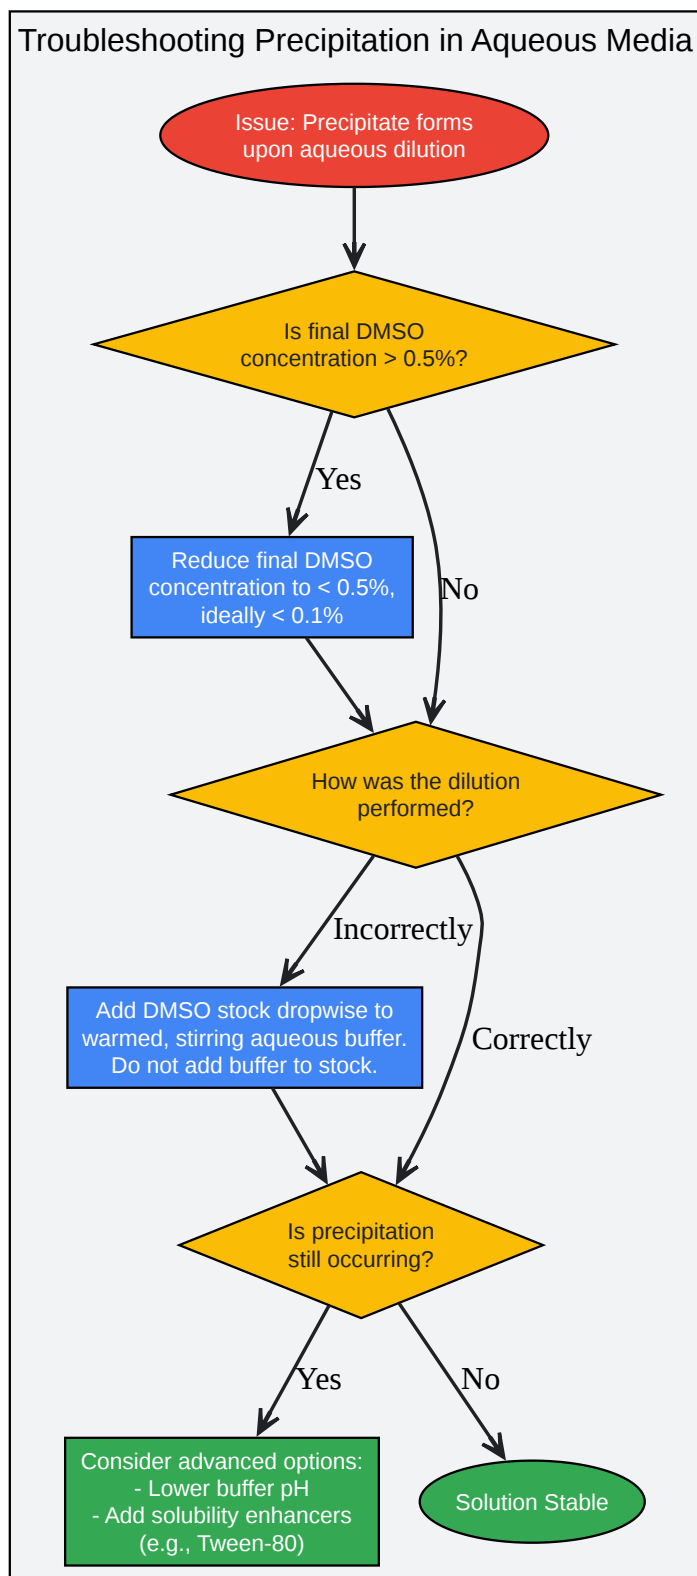 Troubleshooting Precipitation in Aqueous Media
Issue: Precipitate forms
upon aqueous dilution
Is final DMSO
concentration > 0.5%?
Yes
No
Reduce final DMSO
concentration to < 0.5%,
ideally < 0.1%
How was the dilution
performed?
Incorrectly
Correctly
Add DMSO stock dropwise to
warmed, stirring aqueous buffer.
Do not add buffer to stock.
Is precipitation
still occurring?
Yes
No
Consider advanced options:
- Lower buffer pH
- Add solubility enhancers
(e.g., Tween-80)
Solution Stable